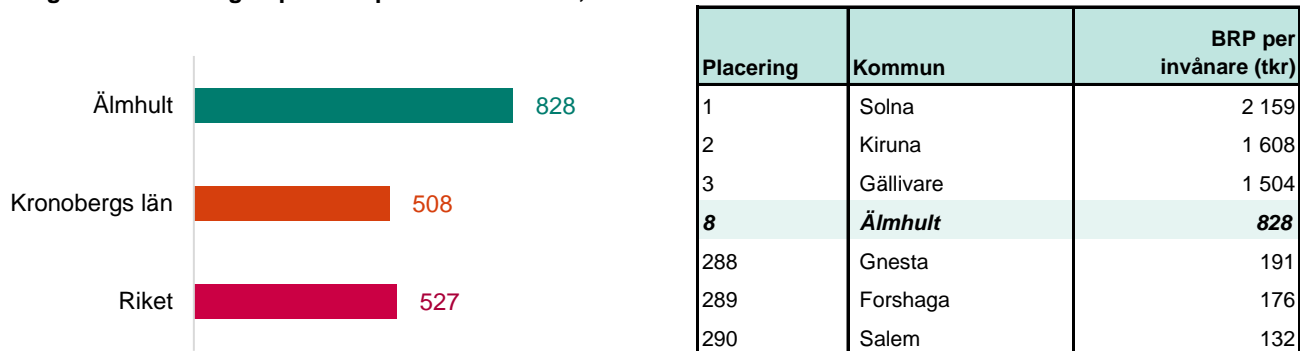 Älmhult 828
Kronobergs län 508
Riket 527
Placering Kommun BRP per invånare (tkr)
1 Solna 2 159
2 Kiruna 1 608
3 Gällivare 1 504
8 Älmhult 828
288 Gnesta 191
289 Forshaga 176
290 Salem 132